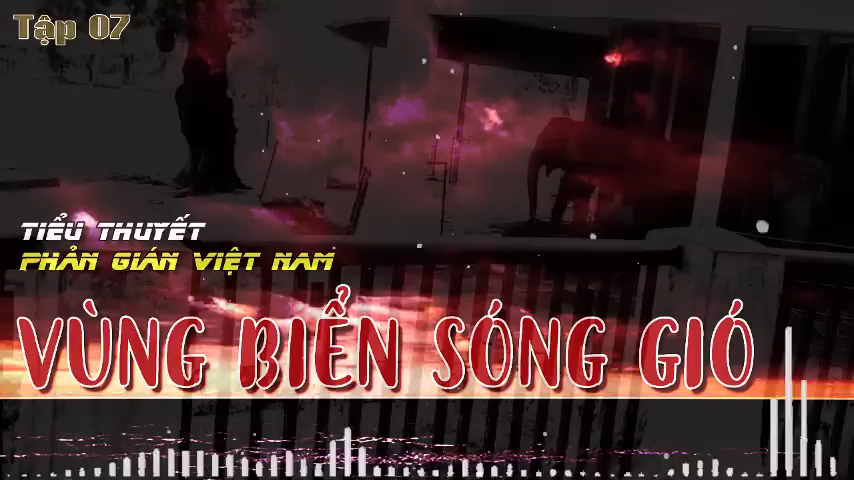 Tập 07
TIỂU THUYẾT
PHẢN GIÁN VIỆT NAM
VÙNG BIỂN SÓNG GIÓ